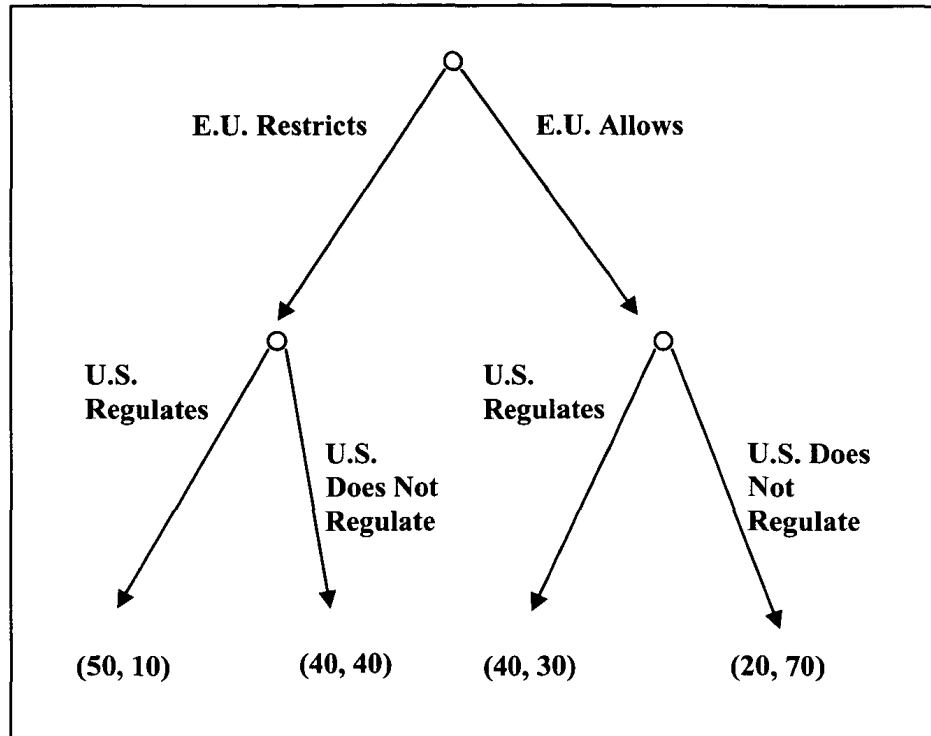 E.U. Restricts
E.U. Allows
U.S.
Regulates
U.S.
Does Not
Regulate
U.S.
Regulates
U.S. Does
Not
Regulate
(50, 10)
(40, 40)
(40, 30)
(20, 70)